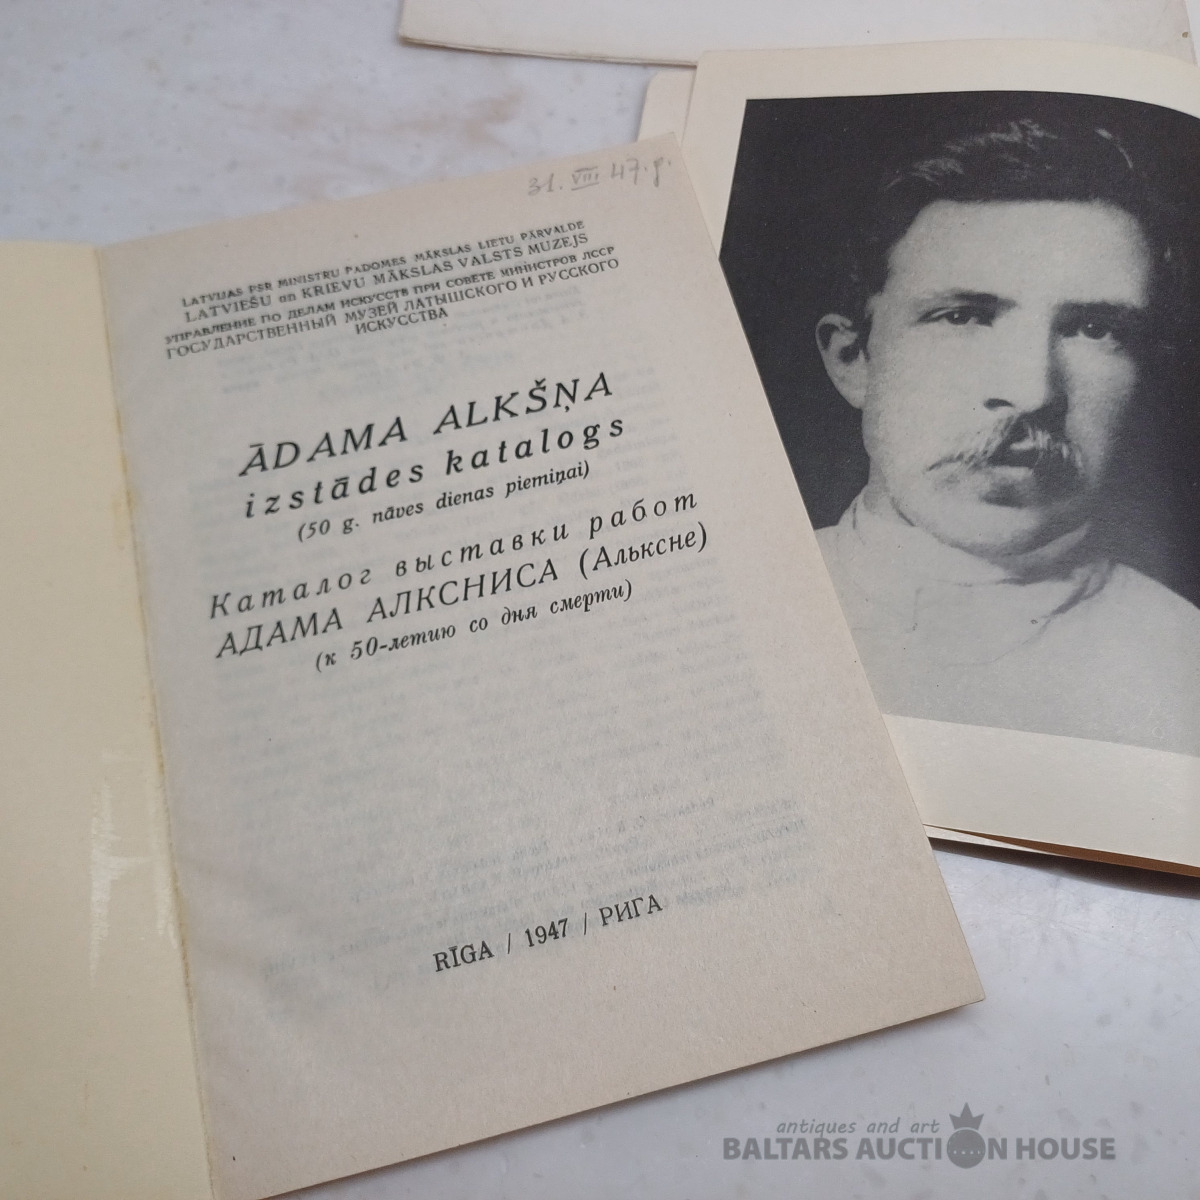 31. VIII 47. g.
LATVIJAS PSR MINISTRU PADOMES MĀKSLAS LIETU PĀRVALDE
LATVIEŠU un KRIEVU MĀKSLAS VALSTS MUZEJS
УПРАВЛЕНИЕ ПО ДЕЛАМ ИСКУССТВ ПРИ СОВЕТЕ МИНИСТРОВ ЛССР
ГОСУДАРСТВЕННЫЙ МУЗЕЙ ЛАТЫШСКОГО И РУССКОГО
ИСКУССТВА
ĀDAMA ALKŠŅA
izstādes katalogs
(50 g. nāves dienas piemiņai)
Каталог выставки работ
АДАМА АЛКСНИСА (Альксне)
(к 50-летию со дня смерти)
RĪGA / 1947 / РИГА
antiques and art
BALTARS AUCTION HOUSE